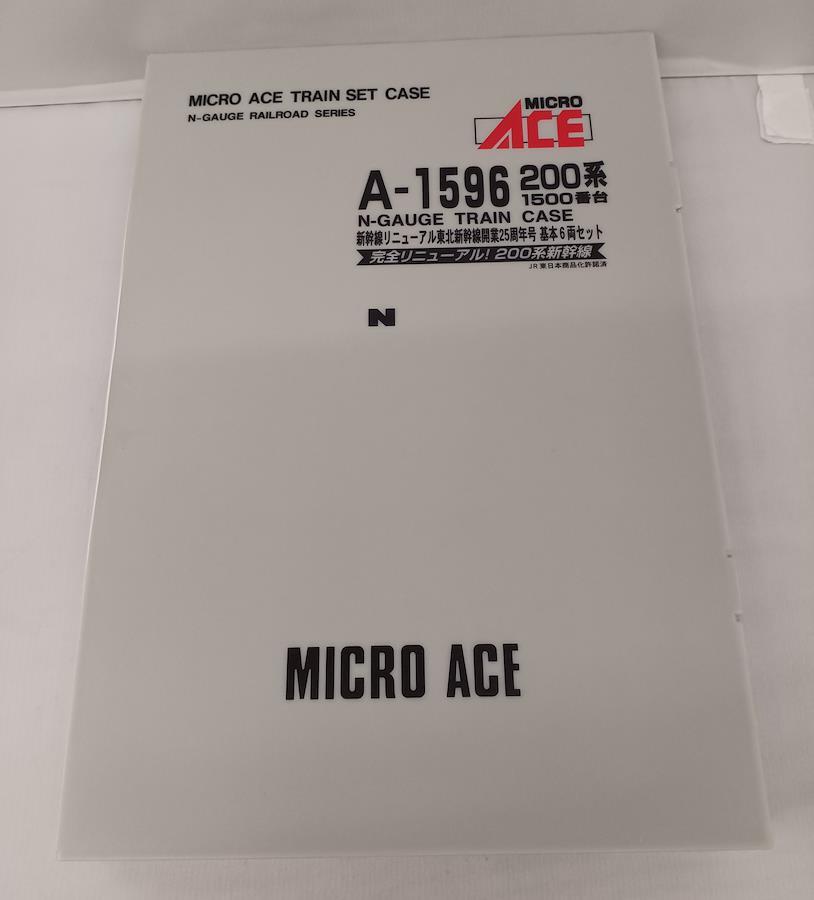 MICRO ACE TRAIN SET CASE
N-GAUGE RAILROAD SERIES
MICRO
ACE
A-1596 200系
1500番台
N-GAUGE TRAIN CASE
新幹線リニューアル東北新幹線開業25周年号 基本6両セット
完全リニューアル! 200系新幹線
JR東日本商品化許諾済
N
MICRO ACE